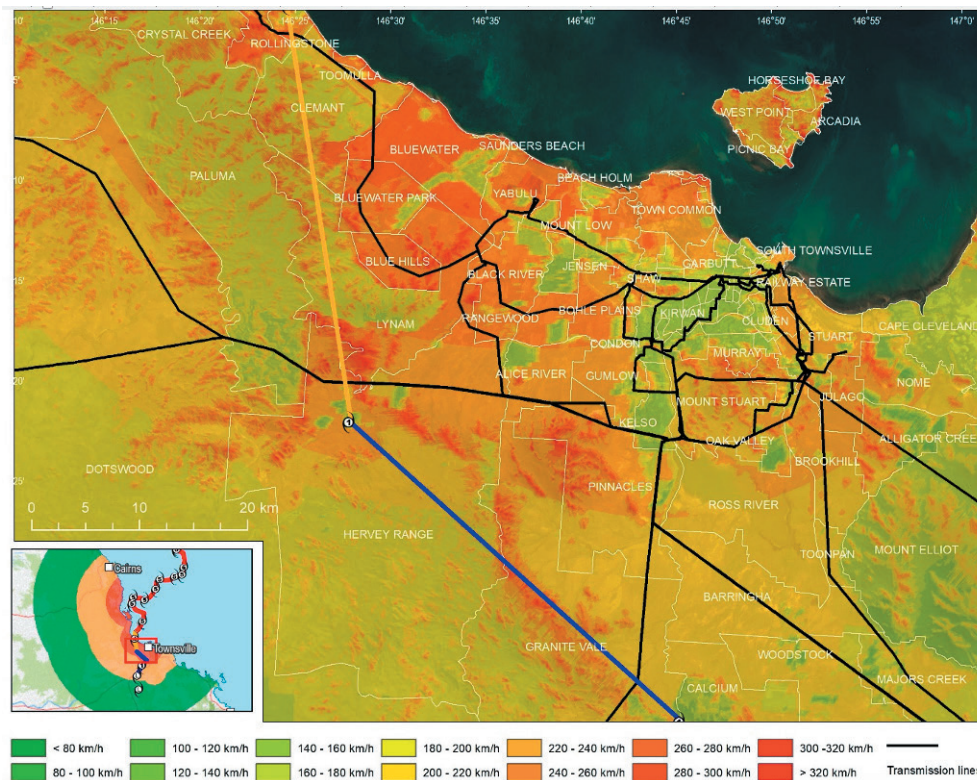 146°15' 146°20' 146°25' 146°30' 146°35' 146°40' 146°45' 146°50' 146°55' 147°0'
CRYSTAL CREEK
ROLLINGSTONE
TOOMULLA
HORSESHOE BAY
5'
CLEMANT
WEST POINT
ARCADIA
BLUEWATER
SAUNDERS BEACH
PICNIC BAY
PALUMA
BEACH HOLM
10'
YABULU
BLUEWATER PARK
TOWN COMMON
MOUNT LOW
SOUTH TOWNSVILLE
BLUE HILLS
BLACK RIVER
JENSEN
GARBUTT
SHAW
RAILWAY ESTATE
15'
LYNAM
RANGEWOOD
BOHLE PLAINS
KIRWAN
CLUDEN
CAPE CLEVELAND
STUART
CONDON
MURRAY
20'
ALICE RIVER
GUMLOW
NOME
MOUNT STUART
JULAGO
KELSO
OAK VALLEY
ALLIGATOR CREE
BROOKHILL
DOTSWOOD
25'
PINNACLES
ROSS RIVER
0 10 20 km
HERVEY RANGE
TOONPAN
MOUNT ELLIOT
Cairns
BARRINGHA
Townsville
GRANITE VALE
WOODSTOCK
CALCIUM
MAJORS CREEK
< 80 km/h 100 - 120 km/h 140 - 160 km/h 180 - 200 km/h 220 - 240 km/h 260 - 280 km/h 300 -320 km/h
80 - 100 km/h 120 - 140 km/h 160 - 180 km/h 200 - 220 km/h 240 - 260 km/h 280 - 300 km/h > 320 km/h Transmission line